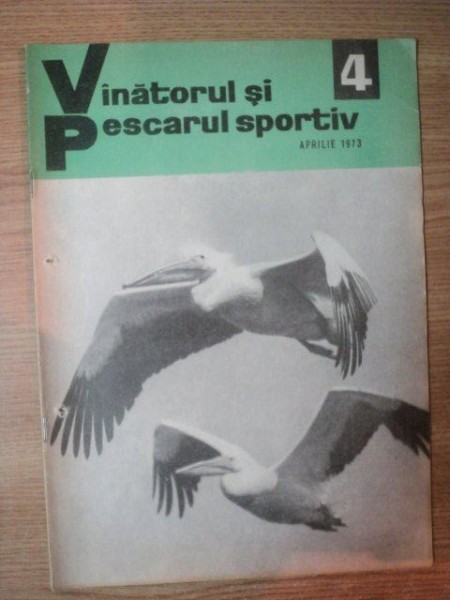 Vînătorul și
Pescarul sportiv
4
APRILIE 1973